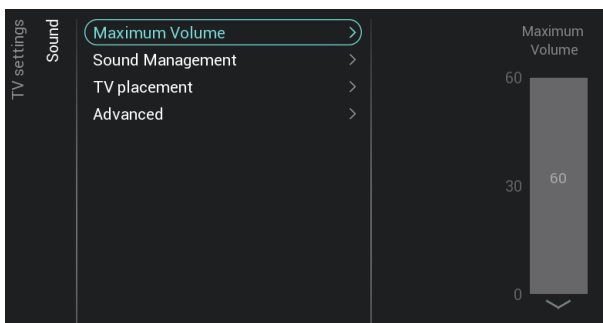 TV settings
Sound
Maximum Volume
Sound Management
TV placement
Advanced
Maximum
Volume
60
60
30
0